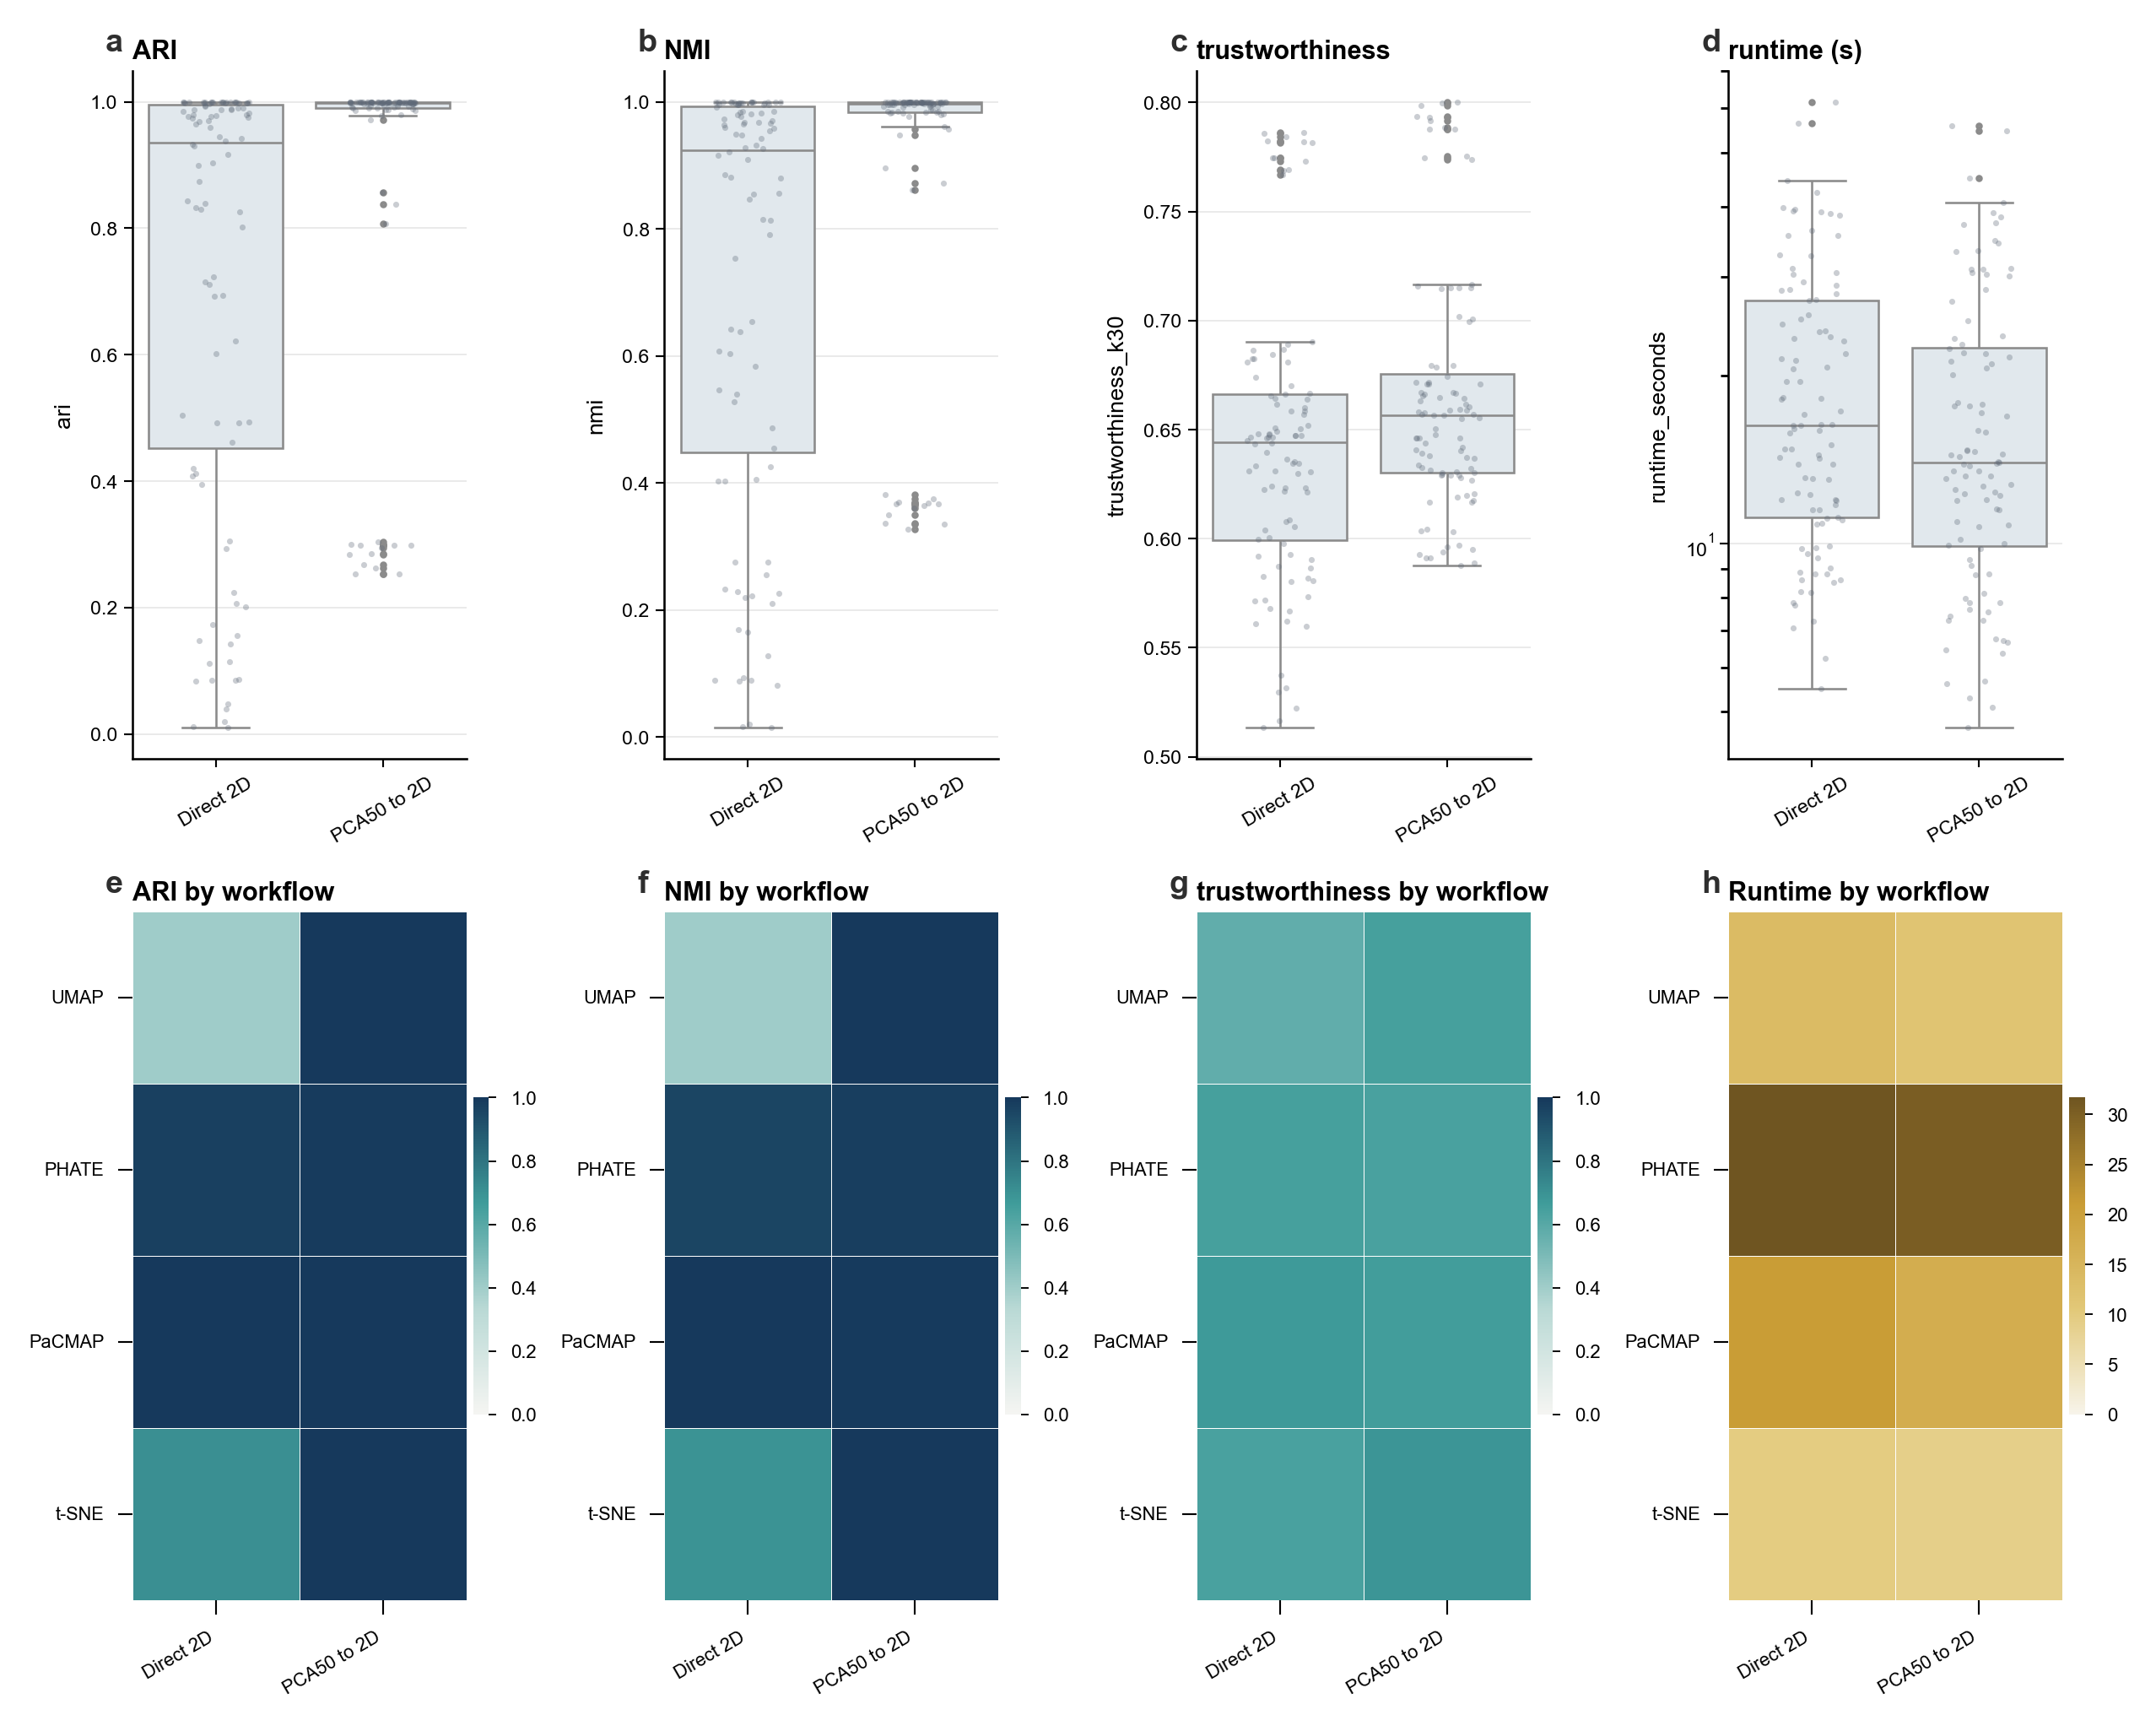 a ARI
1.0
0.8
0.6
0.4
0.2
0.0
ari
Direct 2D
PCA50 to 2D
b NMI
1.0
0.8
0.6
0.4
0.2
0.0
nmi
Direct 2D
PCA50 to 2D
c trustworthiness
0.80
0.75
0.70
0.65
0.60
0.55
0.50
trustworthiness_k30
Direct 2D
PCA50 to 2D
d runtime (s)
10¹
runtime_seconds
Direct 2D
PCA50 to 2D
e ARI by workflow
UMAP
PHATE
PaCMAP
t-SNE
Direct 2D
PCA50 to 2D
1.0
0.8
0.6
0.4
0.2
0.0
f NMI by workflow
UMAP
PHATE
PaCMAP
t-SNE
Direct 2D
PCA50 to 2D
1.0
0.8
0.6
0.4
0.2
0.0
g trustworthiness by workflow
UMAP
PHATE
PaCMAP
t-SNE
Direct 2D
PCA50 to 2D
1.0
0.8
0.6
0.4
0.2
0.0
h Runtime by workflow
UMAP
PHATE
PaCMAP
t-SNE
Direct 2D
PCA50 to 2D
30
25
20
15
10
5
0